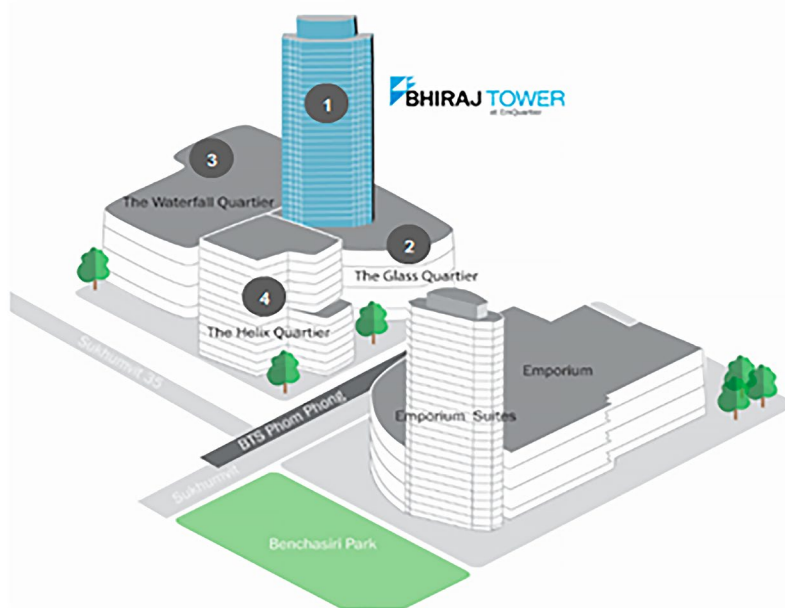 1
BHIRAJ TOWER
at EmQuartier
3
The Waterfall Quartier
2
The Glass Quartier
4
The Helix Quartier
Sukhumvit 35
Emporium
BTS Phom Phong
Emporium Suites
Sukhumvit
Benchasiri Park